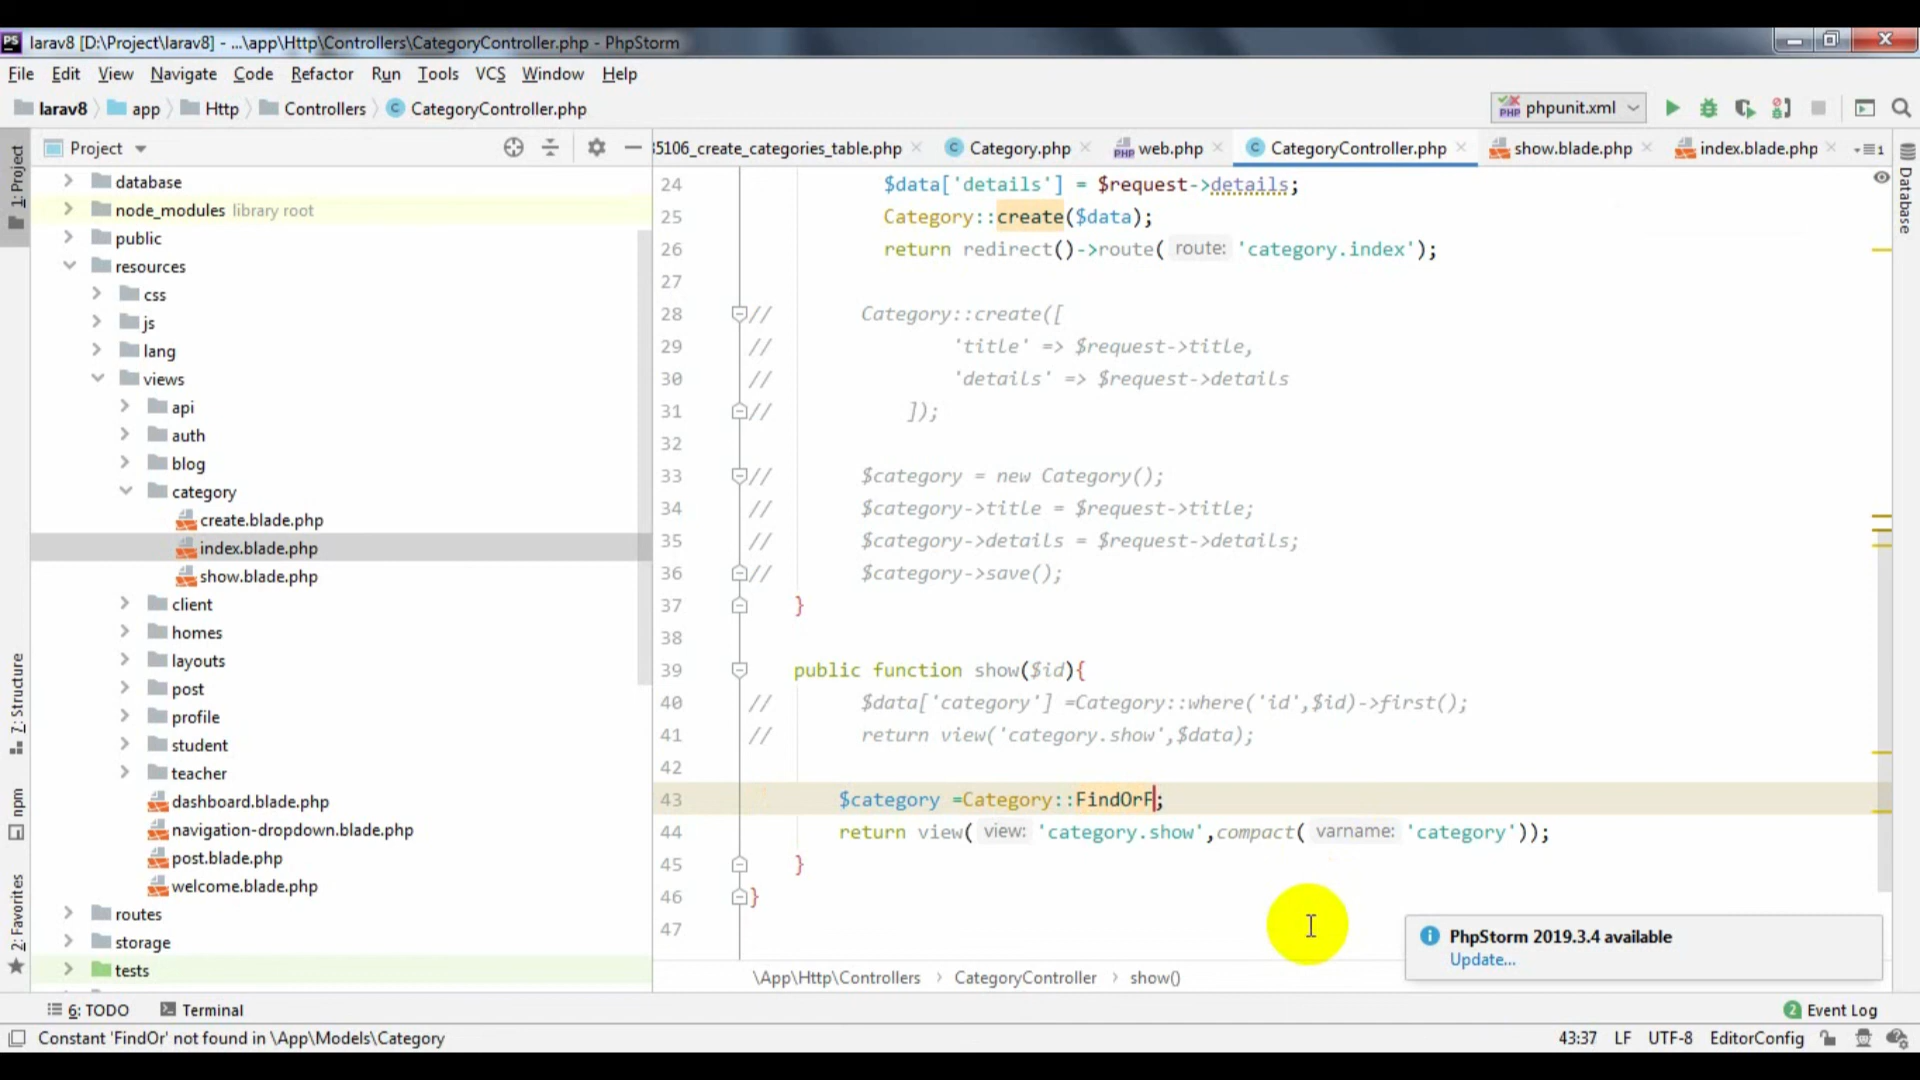 PS larav8 [D:\Project\larav8] - ...\app\Http\Controllers\CategoryController.php - PhpStorm
File Edit View Navigate Code Refactor Run Tools VCS Window Help
larav8 app Http Controllers CategoryController.php phpunit.xml
Project 35106_create_categories_table.php Category.php web.php CategoryController.php show.blade.php index.blade.php 1
1: Project
7: Structure
npm
2: Favorites
Database
database
node_modules library root
public
resources
css
js
lang
views
api
auth
blog
category
create.blade.php
index.blade.php
show.blade.php
client
homes
layouts
post
profile
student
teacher
dashboard.blade.php
navigation-dropdown.blade.php
post.blade.php
welcome.blade.php
routes
storage
tests
24 $data['details'] = $request->details;
25 Category::create($data);
26 return redirect()->route( route: 'category.index');
27
28 // Category::create([
29 // 'title' => $request->title,
30 // 'details' => $request->details
31 // ]);
32
33 // $category = new Category();
34 // $category->title = $request->title;
35 // $category->details = $request->details;
36 // $category->save();
37 }
38
39 public function show($id){
40 // $data['category'] =Category::where('id',$id)->first();
41 // return view('category.show',$data);
42
43 $category =Category::FindOrF;
44 return view( view: 'category.show',compact( varname: 'category'));
45 }
46 }
47
PhpStorm 2019.3.4 available
Update...
\App\Http\Controllers › CategoryController › show()
6: TODO Terminal 2 Event Log
Constant 'FindOr' not found in \App\Models\Category 43:37 LF UTF-8 EditorConfig